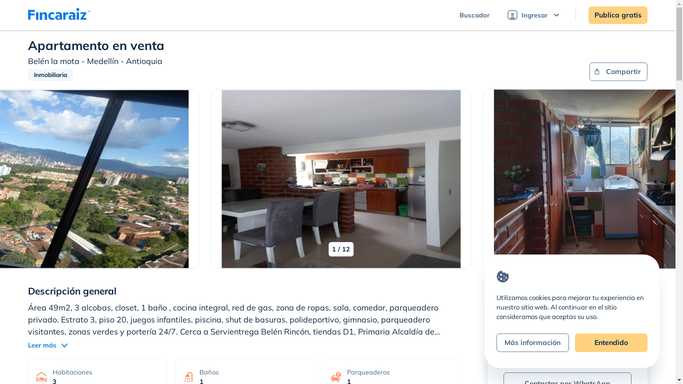 Fincaraiz
Buscador
Ingresar
Publica gratis
Apartamento en venta
Belén la mota - Medellín - Antioquia
Inmobiliaria
Compartir
1 / 12
Descripción general
Área 49m2, 3 alcobas, closet, 1 baño , cocina integral, red de gas, zona de ropas, sala, comedor, parqueadero
privado. Estrato 3, piso 20, juegos infantiles, piscina, shut de basuras, polideportivo, gimnasio, parqueadero
visitantes, zonas verdes y portería 24/7. Cerca a Servientrega Belén Rincón, tiendas D1, Primaria Alcaldía de...
Leer más
Habitaciones
3
Baños
1
Parqueaderos
1
Utilizamos cookies para mejorar tu experiencia en
nuestro sitio web. Al continuar en el sitio
consideramos que aceptas su uso.
Más información
Entendido
Contactar por WhatsApp